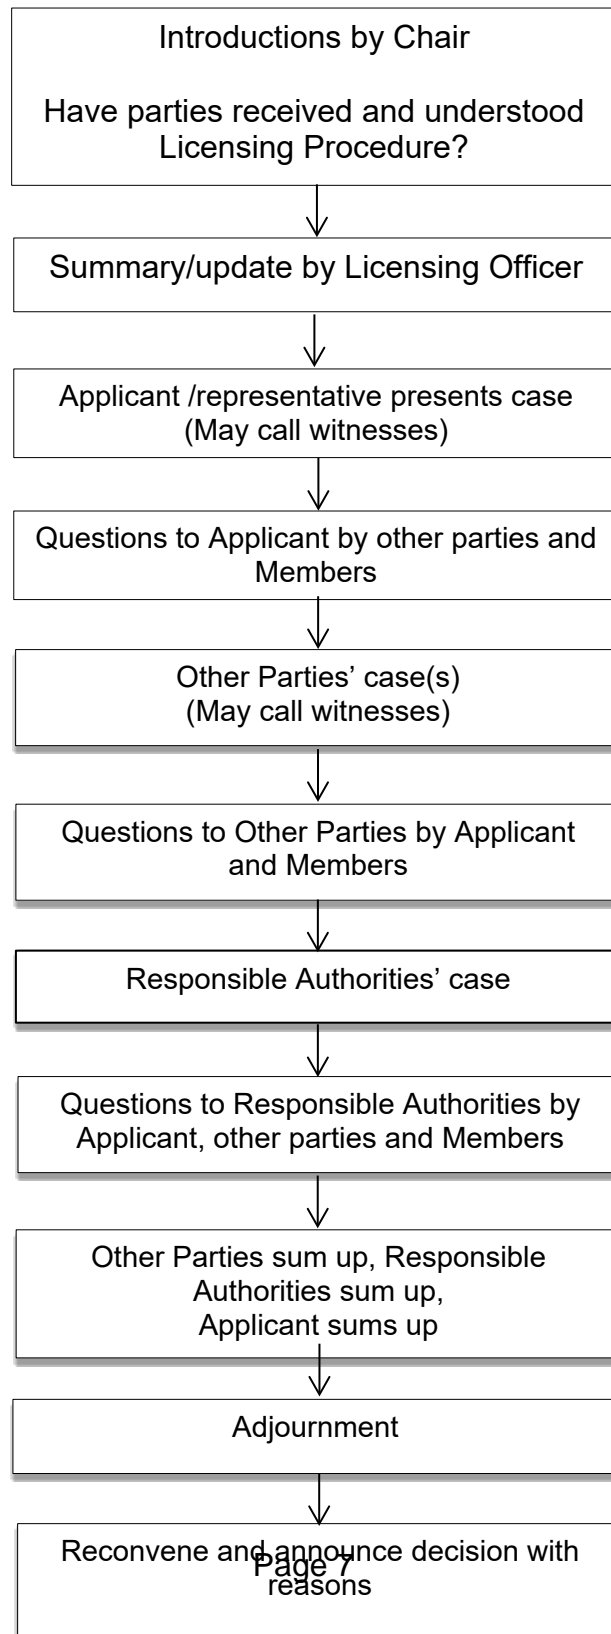 Introductions by Chair
Have parties received and understood
Licensing Procedure?
Summary/update by Licensing Officer
Applicant /representative presents case
(May call witnesses)
Questions to Applicant by other parties and
Members
Other Parties’ case(s)
(May call witnesses)
Questions to Other Parties by Applicant
and Members
Responsible Authorities’ case
Questions to Responsible Authorities by
Applicant, other parties and Members
Other Parties sum up, Responsible
Authorities sum up,
Applicant sums up
Adjournment
Reconvene and announce decision with
Page 7
reasons